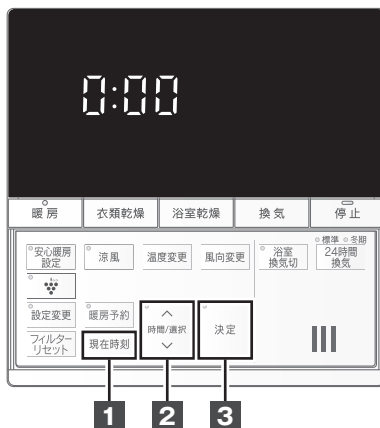 0:00
暖房 衣類乾燥 浴室乾燥 換気 停止
標準 冬期
安心暖房
設定
涼風
温度変更
風向変更
浴室
換気切
24時間
換気
設定変更
暖房予約
時間/選択
決定
フィルター
リセット
現在時刻
1 2 3